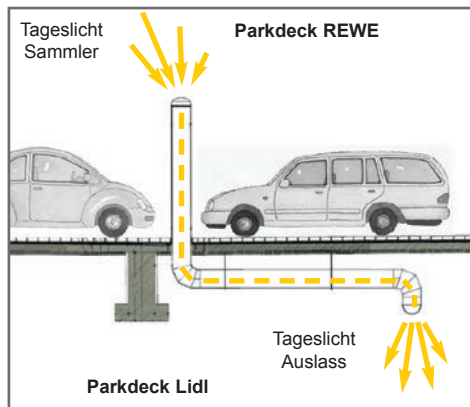 Tageslicht
Sammler
Parkdeck REWE
Tageslicht
Auslass
Parkdeck Lidl